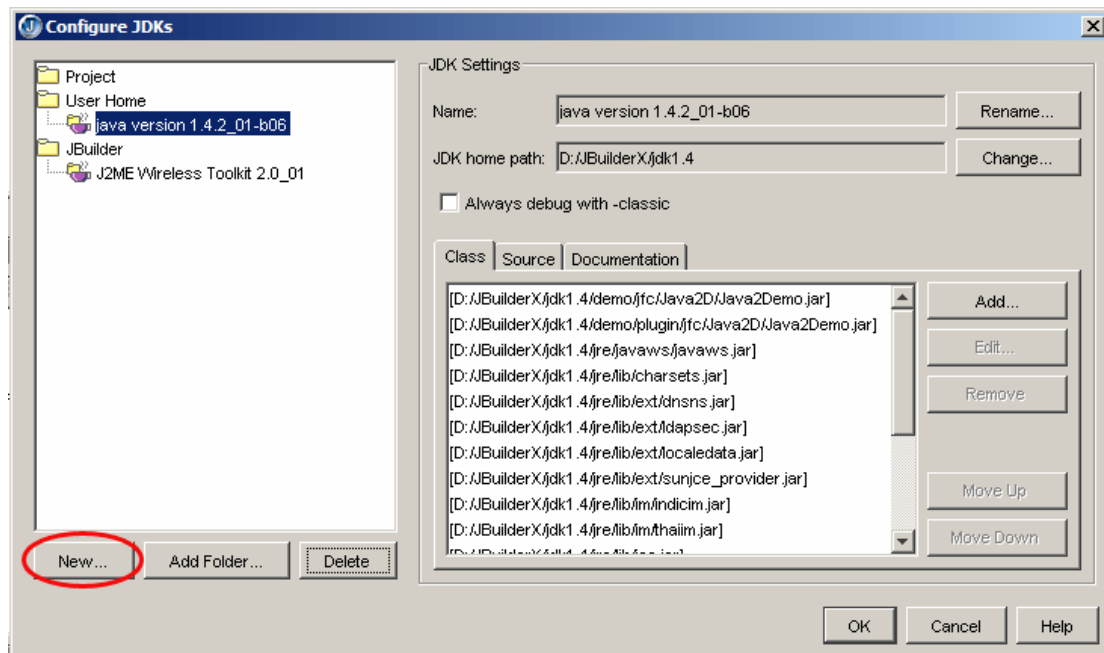 Configure JDKs
Project
User Home
java version 1.4.2_01-b06
JBuilder
J2ME Wireless Toolkit 2.0_01
New...
Add Folder...
Delete
JDK Settings
Name:
java version 1.4.2_01-b06
Rename...
JDK home path:
D:/JBuilderX/jdk1.4
Change...
Always debug with -classic
Class
Source
Documentation
[D:/JBuilderX/jdk1.4/demo/jfc/Java2D/Java2Demo.jar]
[D:/JBuilderX/jdk1.4/demo/plugin/jfc/Java2D/Java2Demo.jar]
[D:/JBuilderX/jdk1.4/jre/javaws/javaws.jar]
[D:/JBuilderX/jdk1.4/jre/lib/charsets.jar]
[D:/JBuilderX/jdk1.4/jre/lib/ext/dnsns.jar]
[D:/JBuilderX/jdk1.4/jre/lib/ext/ldapsec.jar]
[D:/JBuilderX/jdk1.4/jre/lib/ext/localedata.jar]
[D:/JBuilderX/jdk1.4/jre/lib/ext/sunjce_provider.jar]
[D:/JBuilderX/jdk1.4/jre/lib/im/indicim.jar]
[D:/JBuilderX/jdk1.4/jre/lib/im/thaiim.jar]
Add...
Edit...
Remove
Move Up
Move Down
OK
Cancel
Help